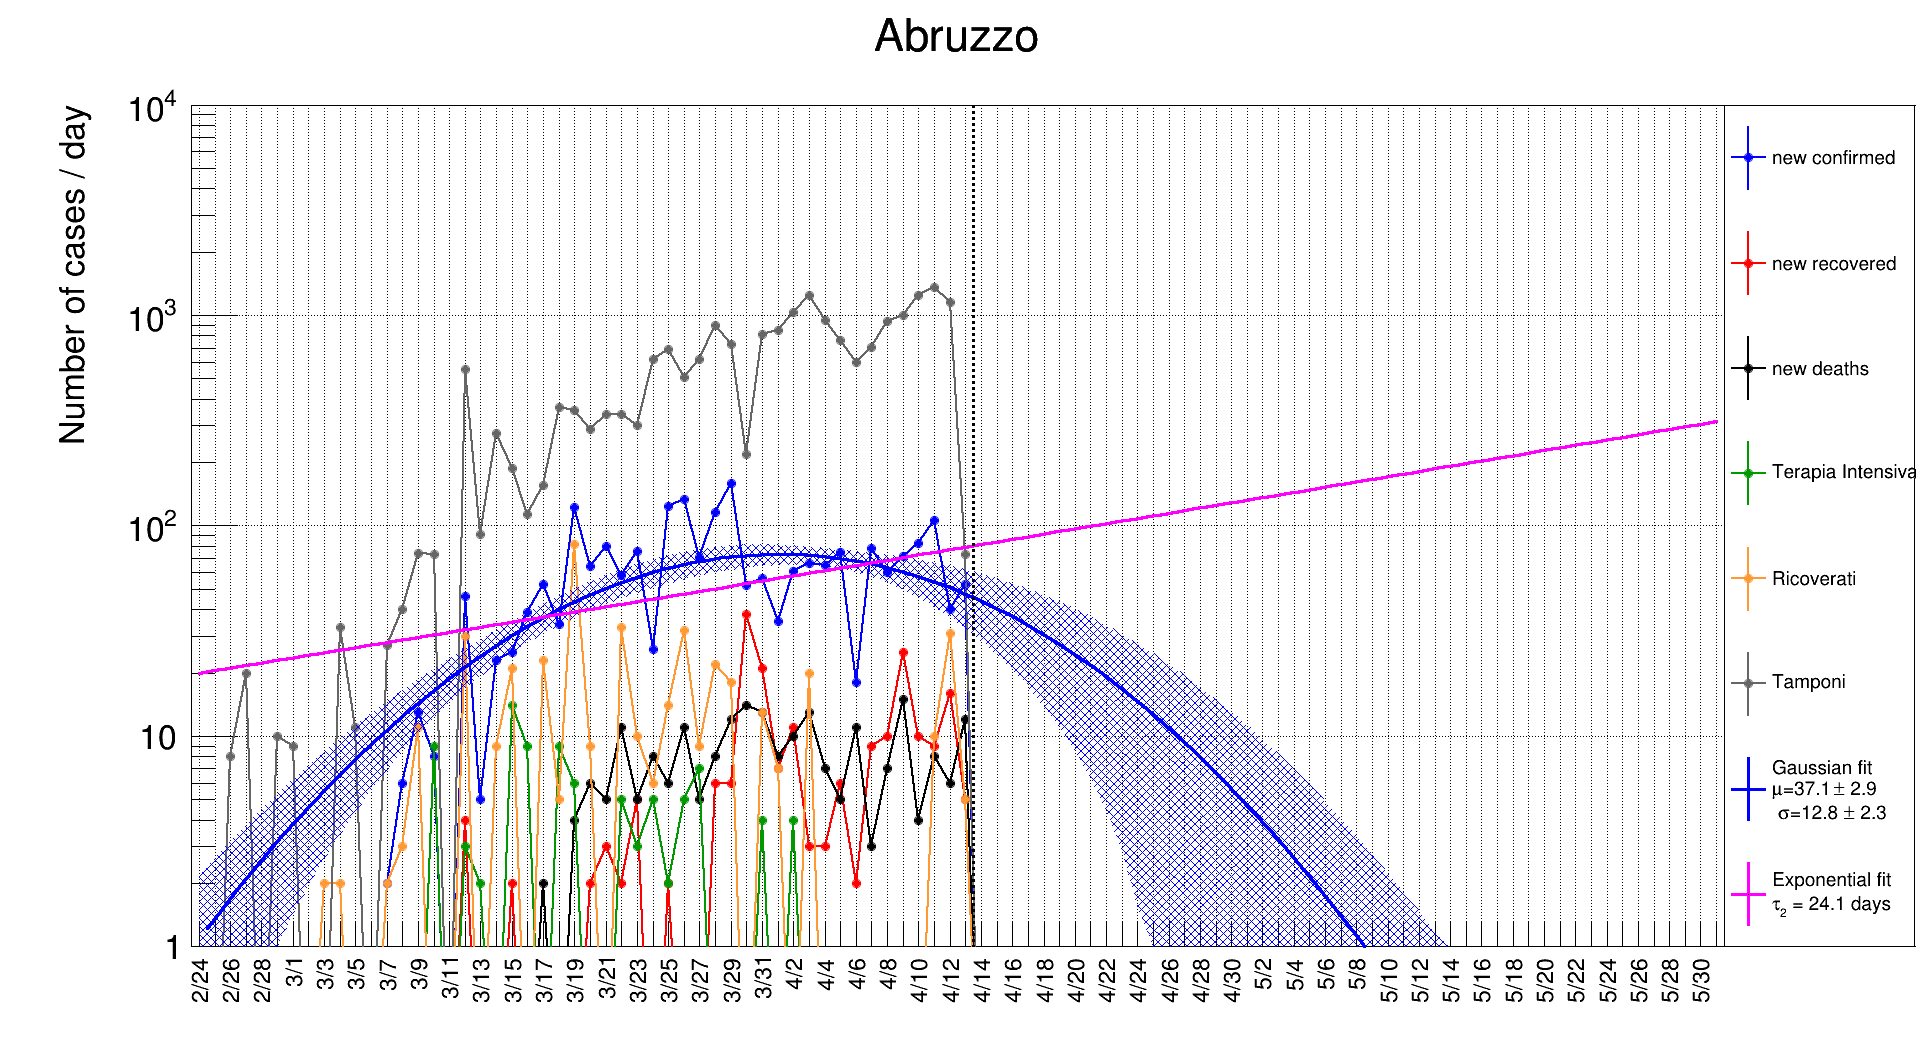 Abruzzo
Number of cases / day
10^4
10^3
10^2
10
1
2/24 2/26 2/28 3/1 3/3 3/5 3/7 3/9 3/11 3/13 3/15 3/17 3/19 3/21 3/23 3/25 3/27 3/29 3/31 4/2 4/4 4/6 4/8 4/10 4/12 4/14 4/16 4/18 4/20 4/22 4/24 4/26 4/28 4/30 5/2 5/4 5/6 5/8 5/10 5/12 5/14 5/16 5/18 5/20 5/22 5/24 5/26 5/28 5/30
new confirmed
new recovered
new deaths
Terapia Intensiva
Ricoverati
Tamponi
Gaussian fit
μ=37.1 ± 2.9
σ=12.8 ± 2.3
Exponential fit
τ_2 = 24.1 days